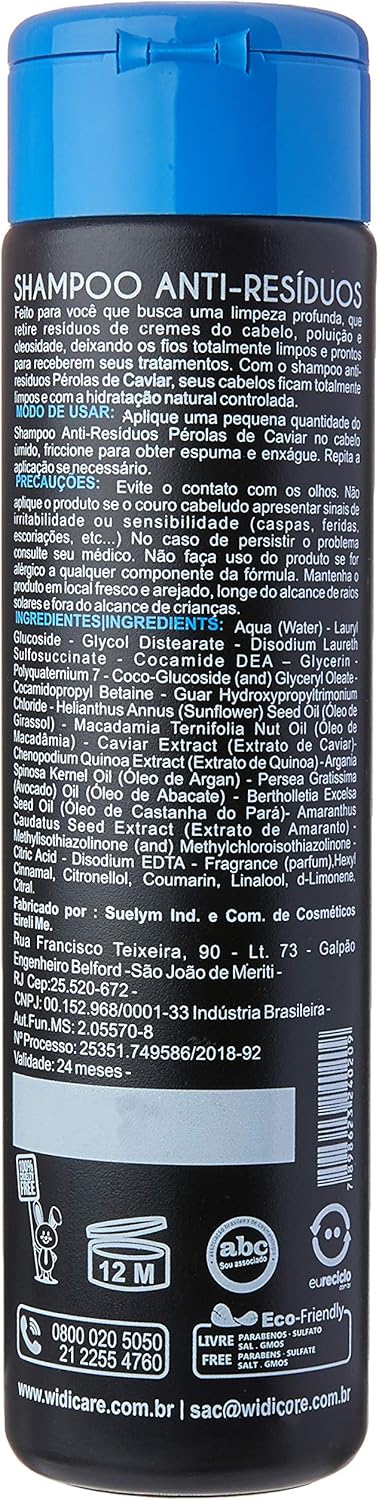 SHAMPOO ANTI-RESÍDUOS
Feito para você que busca uma limpeza profunda, que
retire resíduos de cremes do cabelo, poluição e
oleosidade, deixando os fios totalmente limpos e prontos
para receberem seus tratamentos. Com o shampoo anti-
resíduos Pérolas de Caviar, seus cabelos ficam totalmente
limpos e com a hidratação natural controlada.
MODO DE USAR: Aplique uma pequena quantidade do
Shampoo Anti-Resíduos Pérolas de Caviar no cabelo
úmido, friccione para obter espuma e enxágue. Repita a
aplicação se necessário.
PRECAUÇÕES: Evite o contato com os olhos. Não
aplique o produto se o couro cabeludo apresentar sinais de
irritabilidade ou sensibilidade (caspas, feridas,
escoriações, etc...) No caso de persistir o problema
consulte seu médico. Não faça uso do produto se for
alérgico a qualquer componente da fórmula. Mantenha o
produto em local fresco e arejado, longe do alcance de raios
solares e fora do alcance de crianças.
INGREDIENTES|INGREDIENTS: Aqua (Water) - Lauryl
Glucoside - Glycol Distearate - Disodium Laureth
Sulfosuccinate - Cocamide DEA – Glycerin -
Polyquaternium 7 - Coco-Glucoside (and) Glyceryl Oleate -
Cocamidopropyl Betaine - Guar Hydroxypropyltrimonium
Chloride - Helianthus Annus (Sunflower) Seed Oil (Óleo de
Girassol) - Macadamia Ternifolia Nut Oil (Óleo de
Macadâmia) - Caviar Extract (Extrato de Caviar)-
Chenopodium Quinoa Extract (Extrato de Quinoa)-Argania
Spinosa Kernel Oil (Óleo de Argan) - Persea Gratissima
(Avocado) Oil (Óleo de Abacate) - Bertholletia Excelsa
Seed Oil (Óleo de Castanha do Pará)- Amaranthus
Caudatus Seed Extract (Extrato de Amaranto) -
Methylisothiazolinone (and) Methylchloroisothiazolinone -
Citric Acid - Disodium EDTA - Fragrance (parfum),Hexyl
Cinnamal, Citronellol, Coumarin, Linalool, d-Limonene,
Citral.
Fabricado por : Suelym Ind. e Com. de Cosméticos
Eireli Me.
Rua Francisco Teixeira, 90 - Lt. 73 - Galpão
Engenheiro Belford -São João de Meriti -
RJ Cep:25.520-672 -
CNPJ: 00.152.968/0001-33 Indústria Brasileira -
Aut.Fun.MS: 2.05570-8
NºProcesso: 25351.749586/2018-92
Validade: 24 meses -
7 898623 240209
100%
FREE
12 M
abc
Sou associado
eureciclo
.com.br
0800 020 5050
21 2255 4760
Eco-Friendly
LIVRE PARABENOS · SULFATO
SAL . GMOS
FREE PARABENS · SULFATE
SALT . GMOS
www.widicare.com.br | sac@widicare.com.br